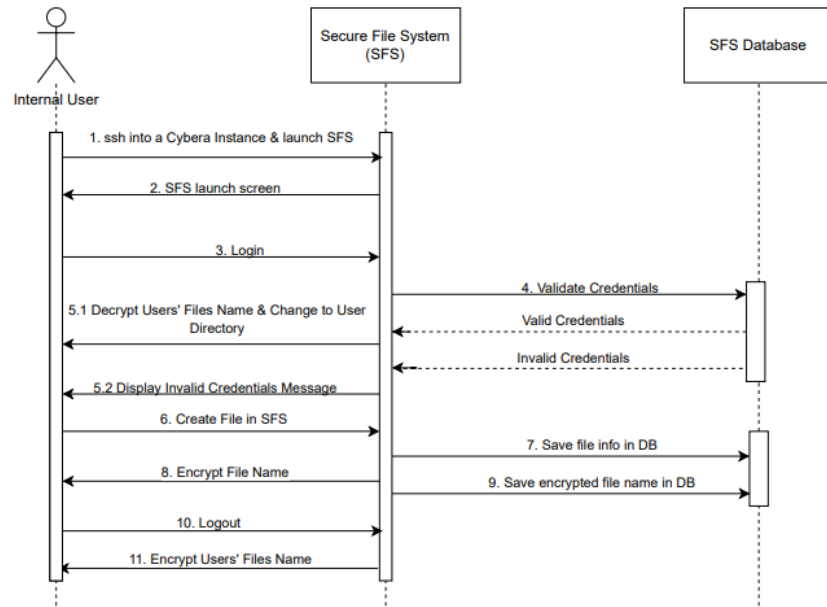 Secure File System
(SFS)
SFS Database
Internal User
1. ssh into a Cybera Instance & launch SFS
2. SFS launch screen
3. Login
4. Validate Credentials
5.1 Decrypt Users' Files Name & Change to User
Directory
Valid Credentials
Invalid Credentials
5.2 Display Invalid Credentials Message
6. Create File in SFS
7. Save file info in DB
8. Encrypt File Name
9. Save encrypted file name in DB
10. Logout
11. Encrypt Users' Files Name